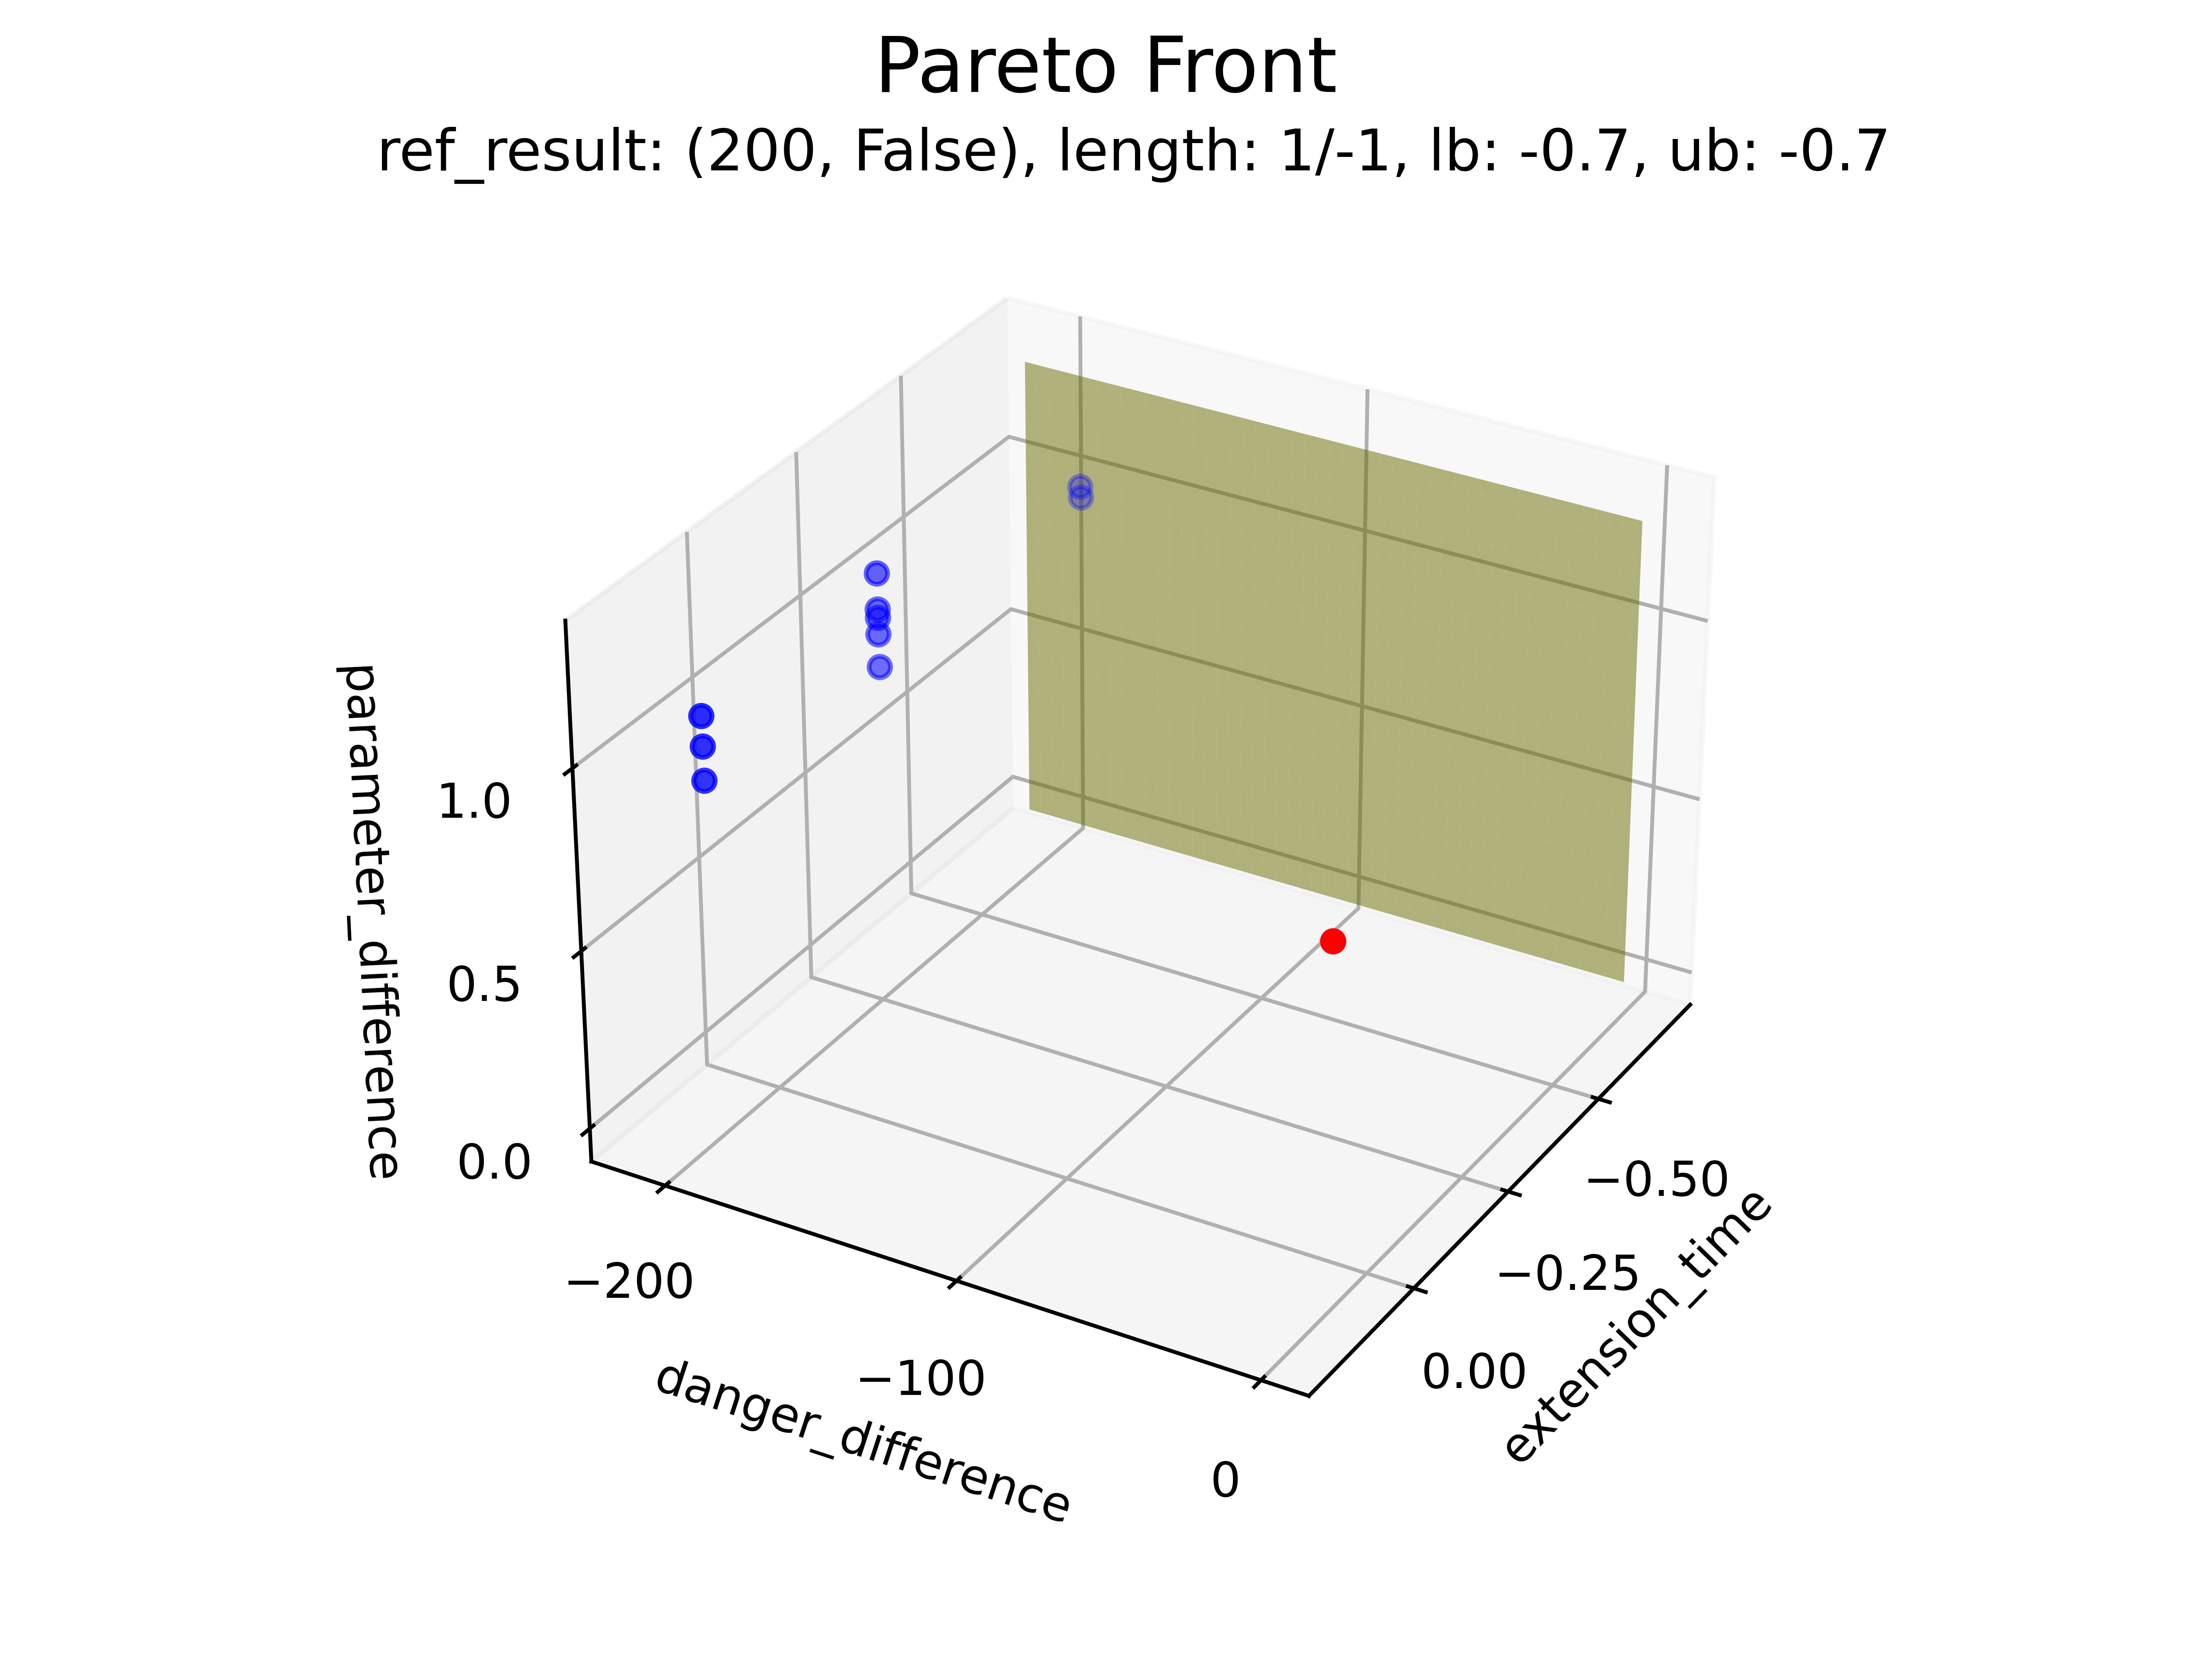 Pareto Front
ref_result: (200, False), length: 1/-1, lb: -0.7, ub: -0.7
parameter_difference
1.0
0.5
0.0
−200
−100
0
danger_difference
−0.50
−0.25
0.00
extension_time